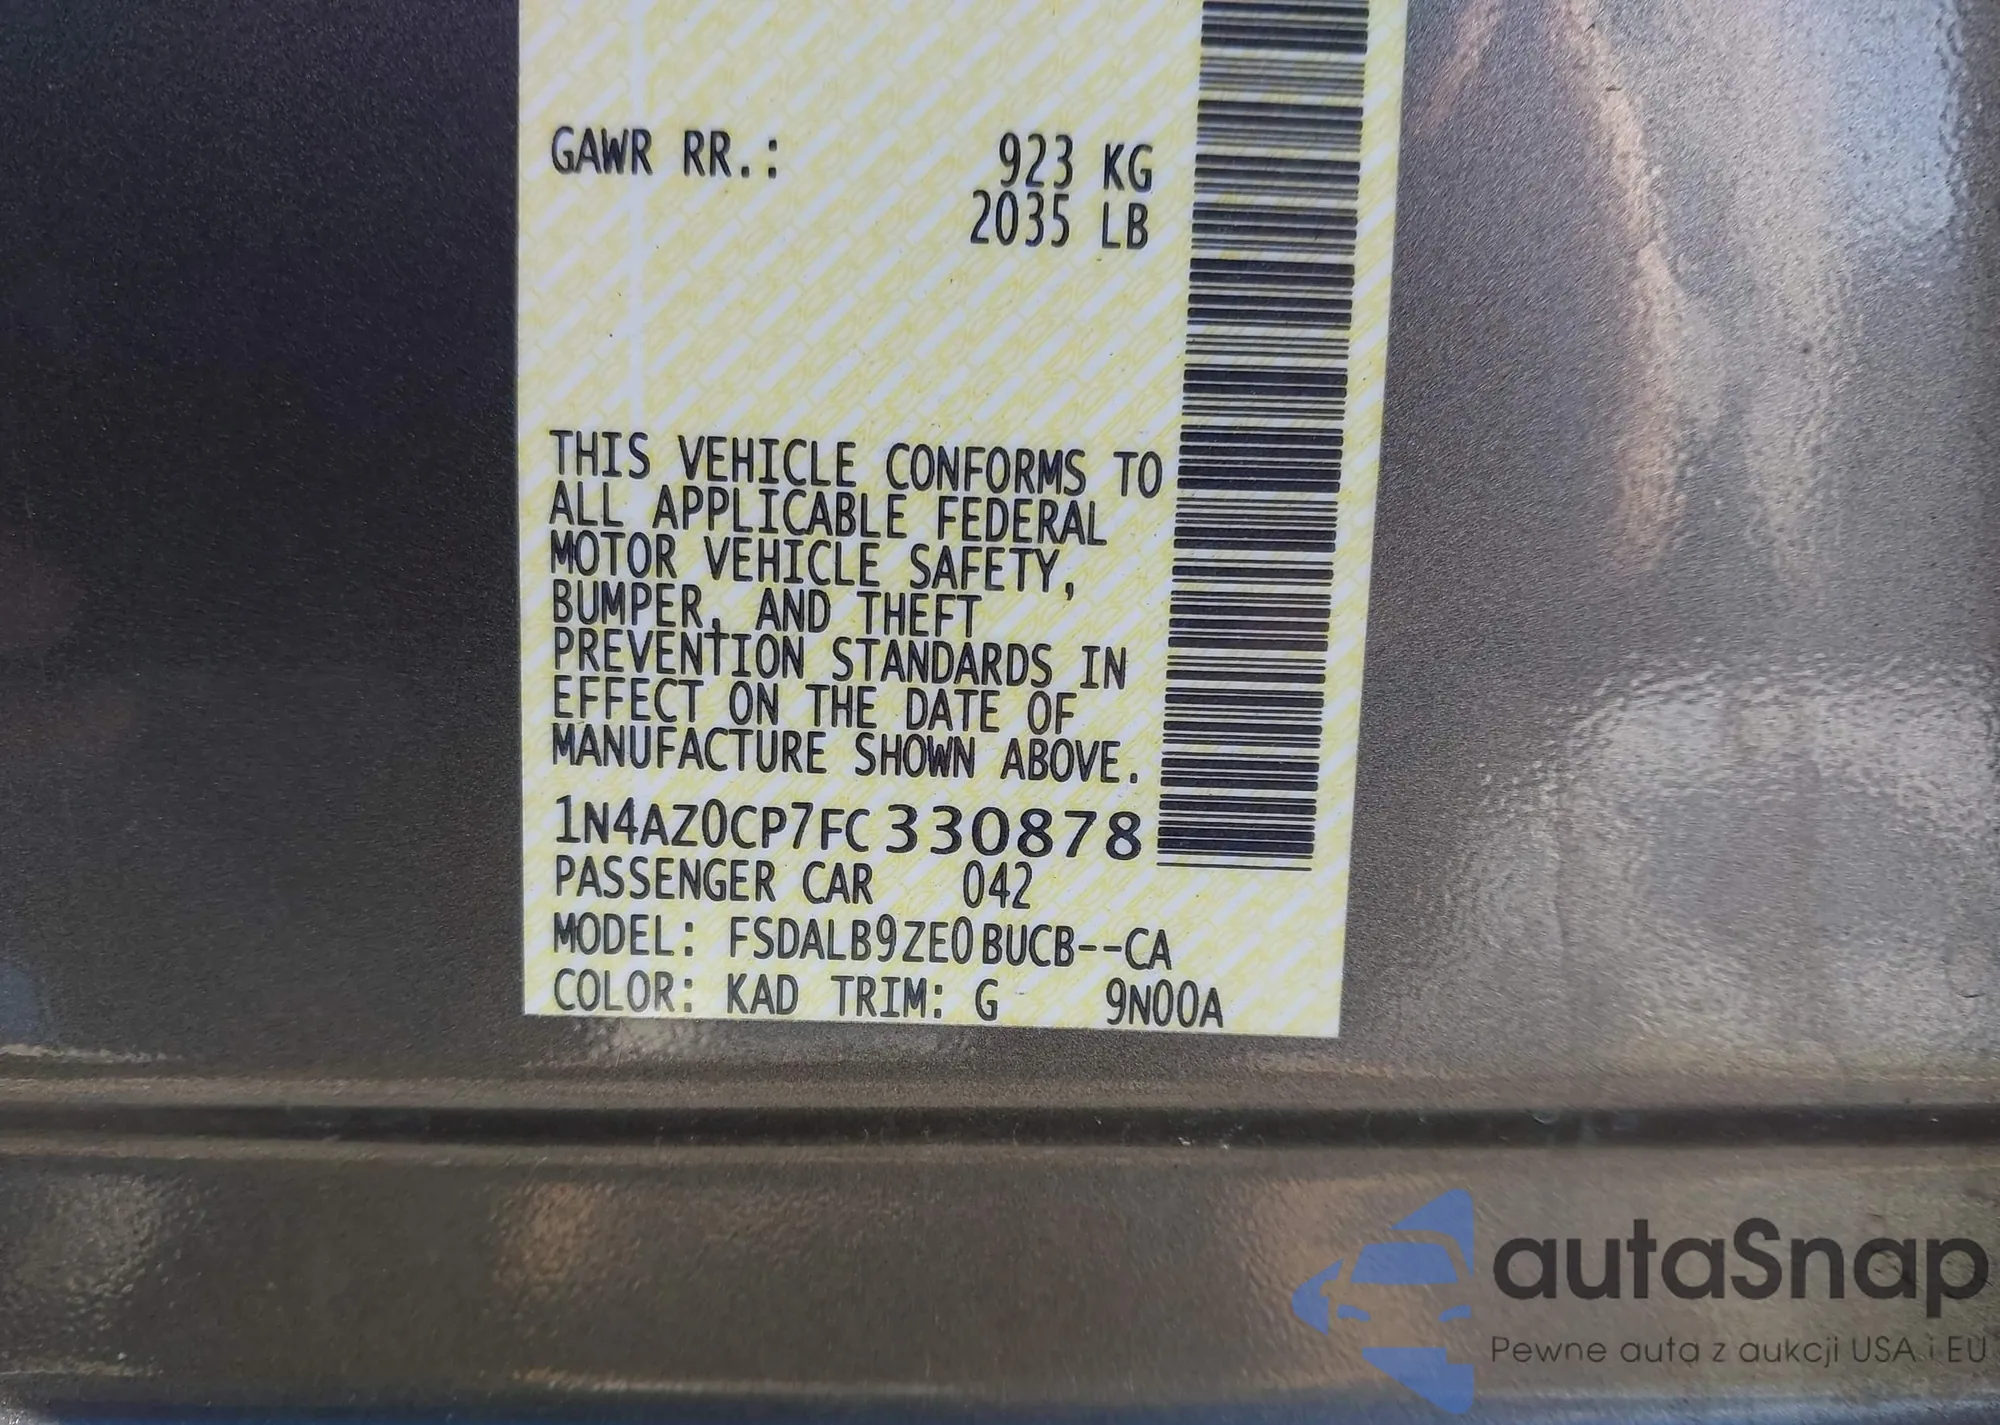 GAWR RR.: 923 KG
2035 LB
THIS VEHICLE CONFORMS TO
ALL APPLICABLE FEDERAL
MOTOR VEHICLE SAFETY,
BUMPER, AND THEFT
PREVENTION STANDARDS IN
EFFECT ON THE DATE OF
MANUFACTURE SHOWN ABOVE.
1N4AZ0CP7FC330878
PASSENGER CAR 042
MODEL: FSDALB9ZE0BUCB--CA
COLOR: KAD TRIM: G 9N00A
autaSnap
Pewne auta z aukcji USA i EU